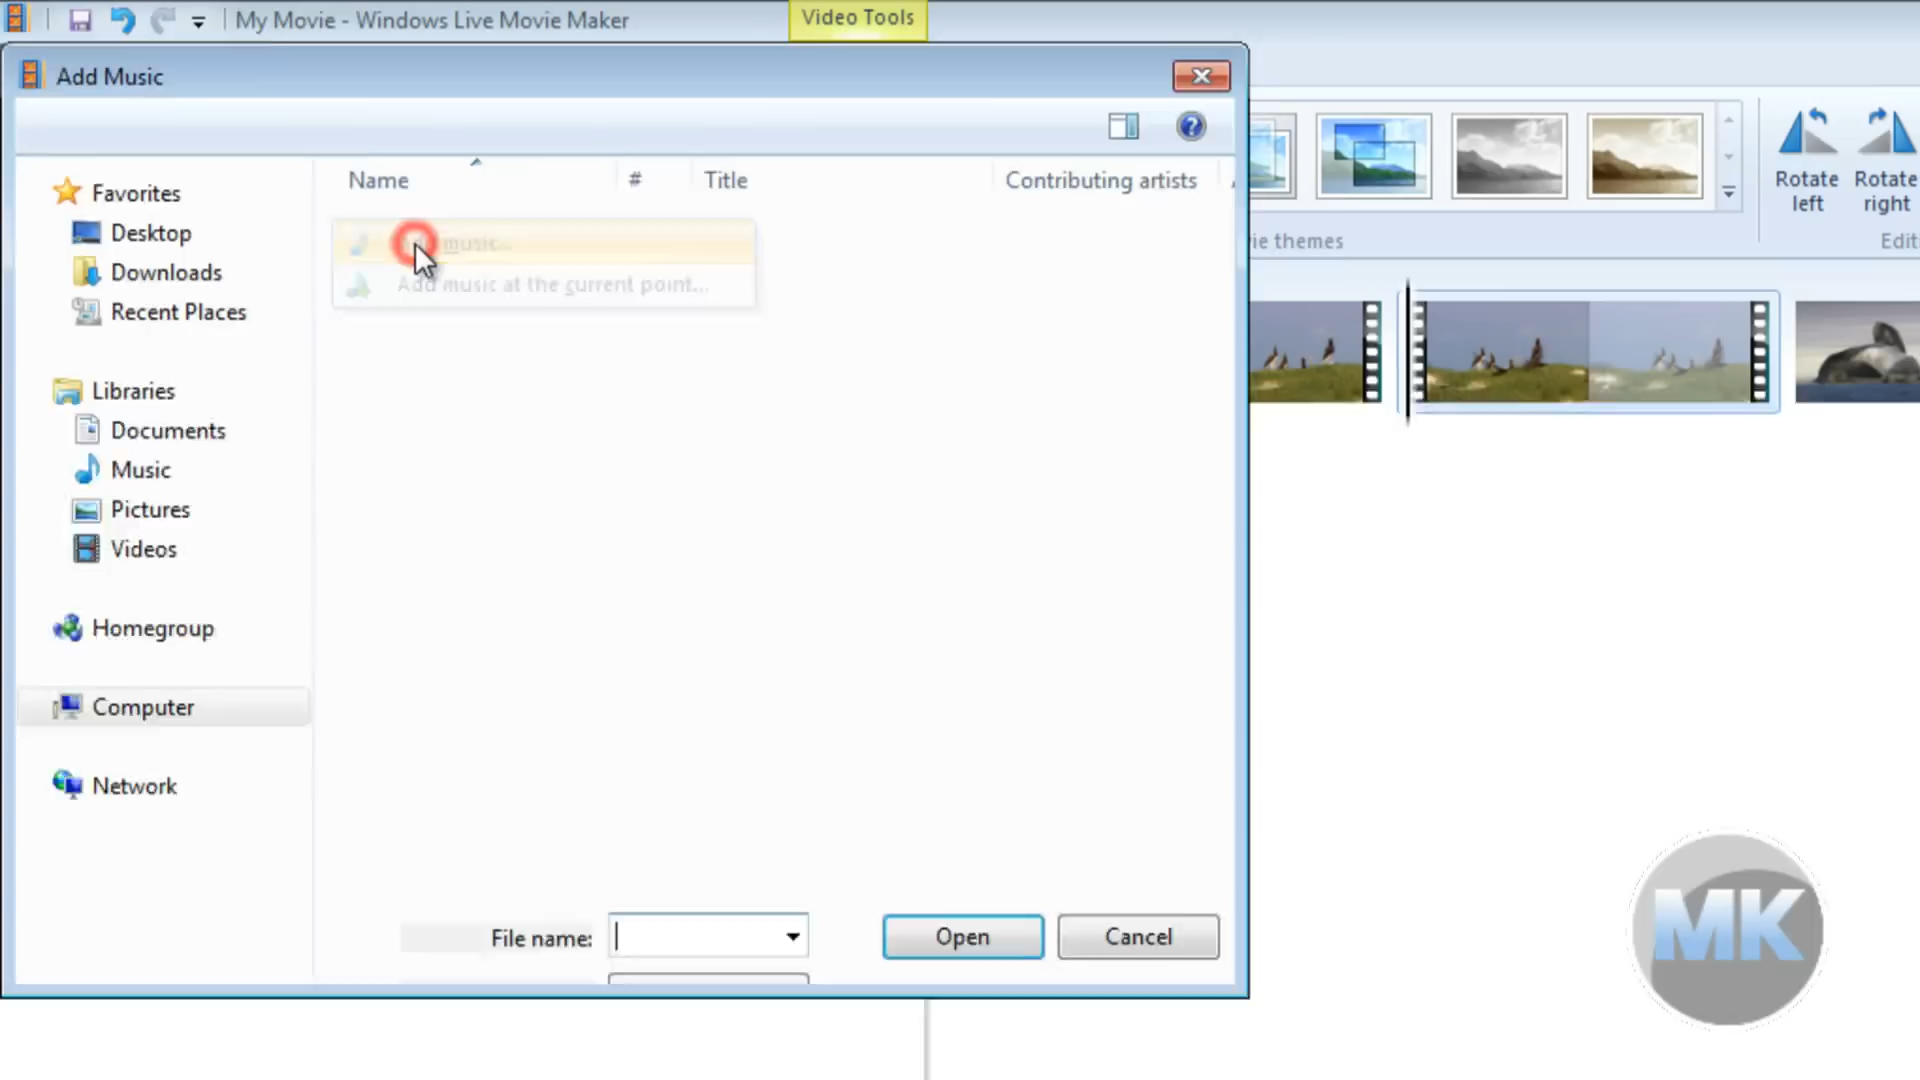 My Movie - Windows Live Movie Maker
Video Tools
Add Music
Name
#
Title
Contributing artists
Favorites
Desktop
Downloads
Recent Places
Libraries
Documents
Music
Pictures
Videos
Homegroup
Computer
Network
music...
Add music at the current point...
File name:
Open
Cancel
Rotate left
Rotate right
themes
MK